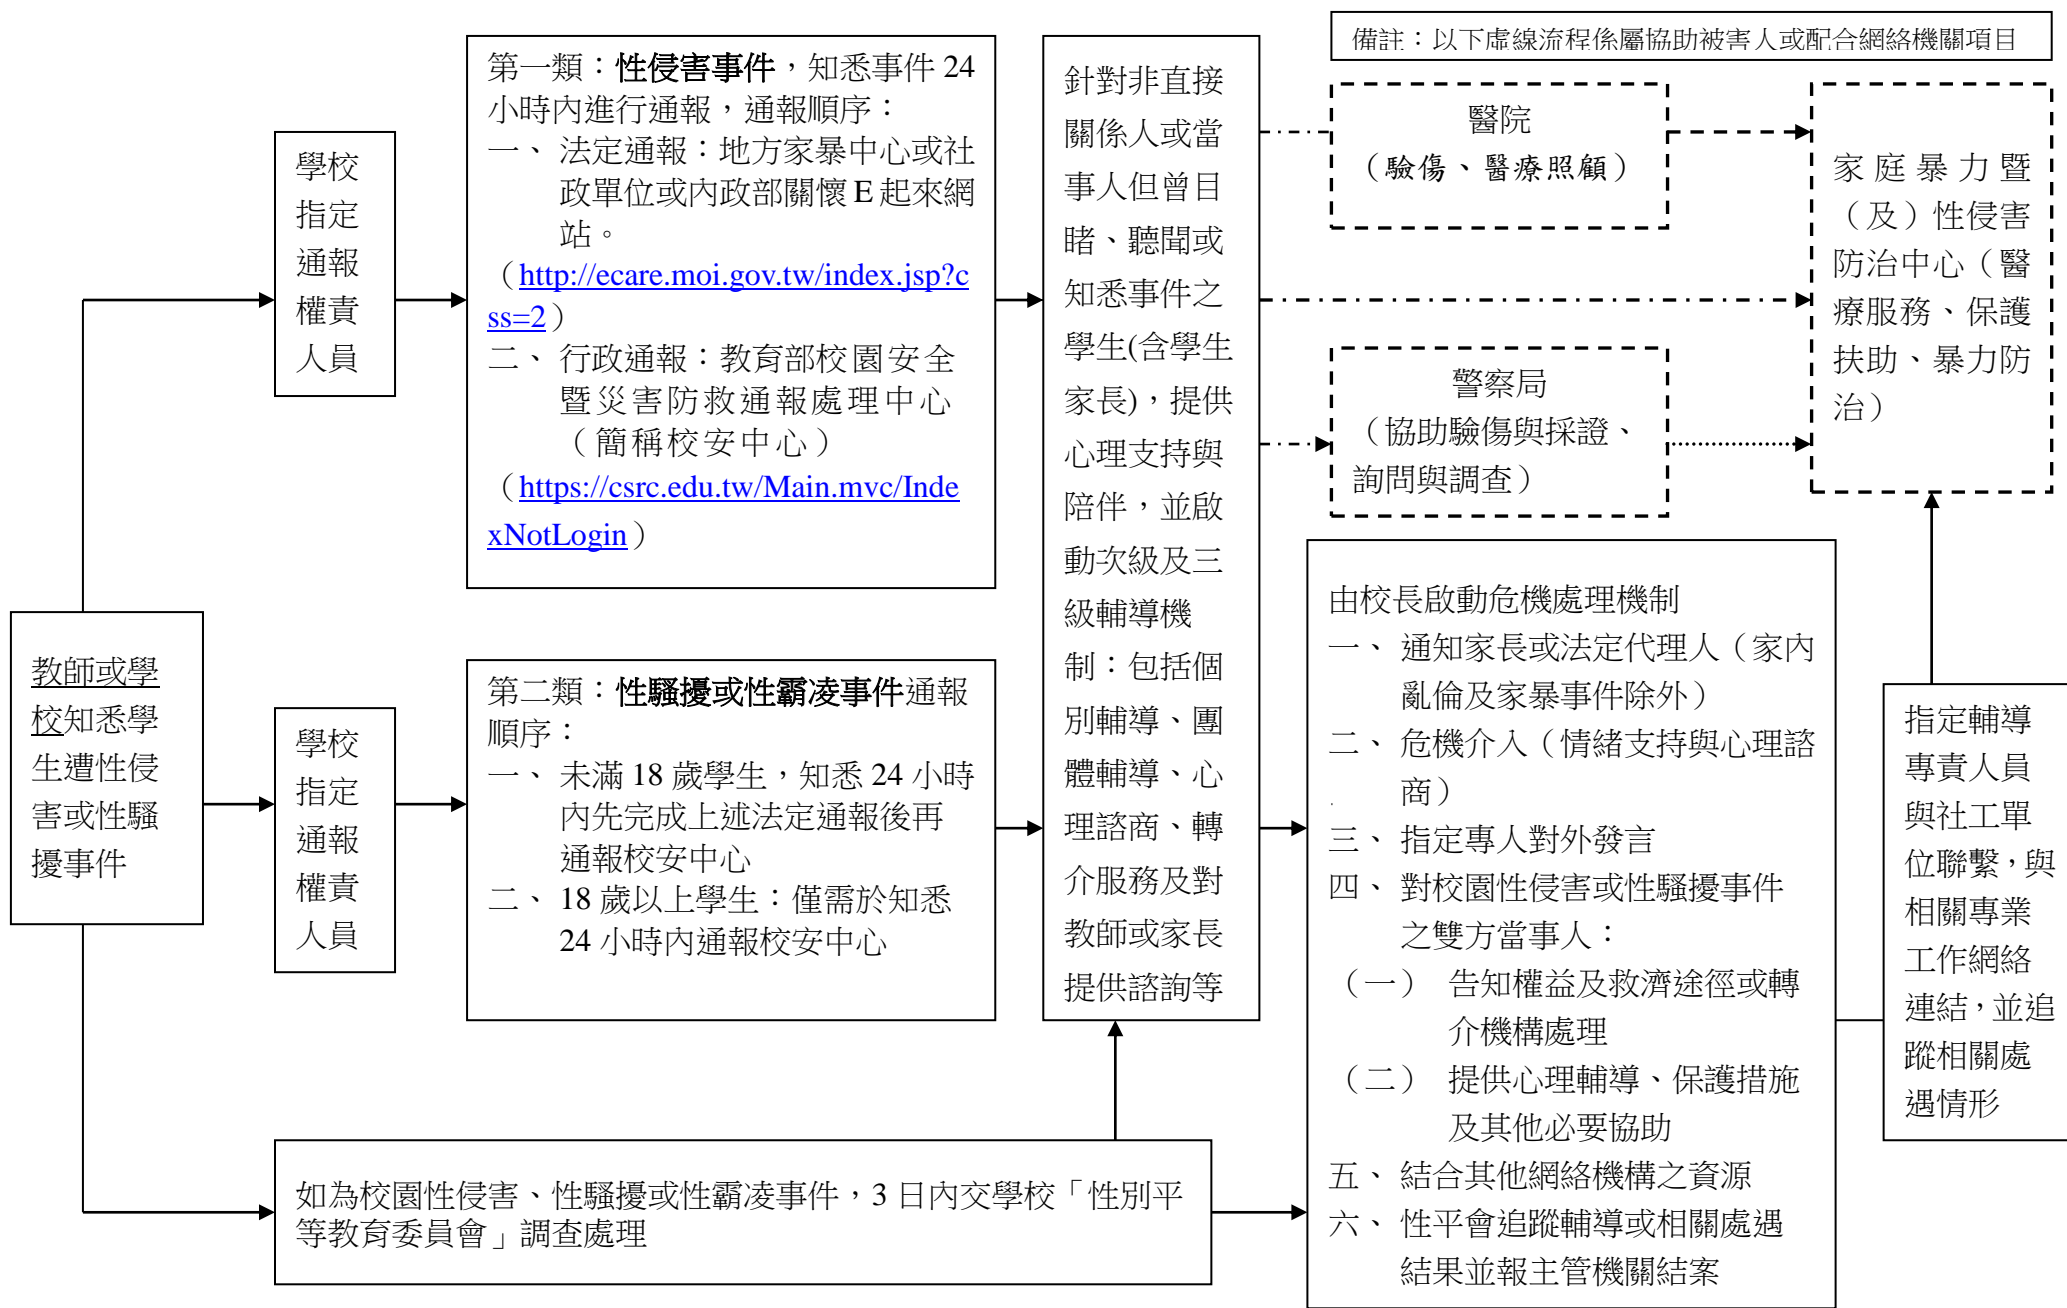 備註：以下虛線流程係屬協助被害人或配合網絡機關項目
教師或學
校知悉學
生遭性侵
害或性騷
擾事件
學校
指定
通報
權責
人員
第一類：性侵害事件，知悉事件 24
小時內進行通報，通報順序：
一、 法定通報：地方家暴中心或社
政單位或內政部關懷 E 起來網
站。
（http://ecare.moi.gov.tw/index.jsp?c
ss=2）
二、 行政通報：教育部校園安全
暨災害防救通報處理中心
（簡稱校安中心）
（https://csrc.edu.tw/Main.mvc/Inde
xNotLogin）
學校
指定
通報
權責
人員
第二類：性騷擾或性霸凌事件通報
順序：
一、 未滿 18 歲學生，知悉 24 小時
內先完成上述法定通報後再
通報校安中心
二、 18 歲以上學生：僅需於知悉
24 小時內通報校安中心
如為校園性侵害、性騷擾或性霸凌事件，3 日內交學校「性別平
等教育委員會」調查處理
針對非直接
關係人或當
事人但曾目
睹、聽聞或
知悉事件之
學生(含學生
家長)，提供
心理支持與
陪伴，並啟
動次級及三
級輔導機
制：包括個
別輔導、團
體輔導、心
理諮商、轉
介服務及對
教師或家長
提供諮詢等
醫院
（驗傷、醫療照顧）
警察局
（協助驗傷與採證、
詢問與調查）
家庭暴力暨
（及）性侵害
防治中心（醫
療服務、保護
扶助、暴力防
治）
由校長啟動危機處理機制
一、 通知家長或法定代理人（家內
亂倫及家暴事件除外）
二、 危機介入（情緒支持與心理諮
商）
三、 指定專人對外發言
四、 對校園性侵害或性騷擾事件
之雙方當事人：
（一） 告知權益及救濟途徑或轉
介機構處理
（二） 提供心理輔導、保護措施
及其他必要協助
五、 結合其他網絡機構之資源
六、 性平會追蹤輔導或相關處遇
結果並報主管機關結案
指定輔導
專責人員
與社工單
位聯繫，與
相關專業
工作網絡
連結，並追
蹤相關處
遇情形